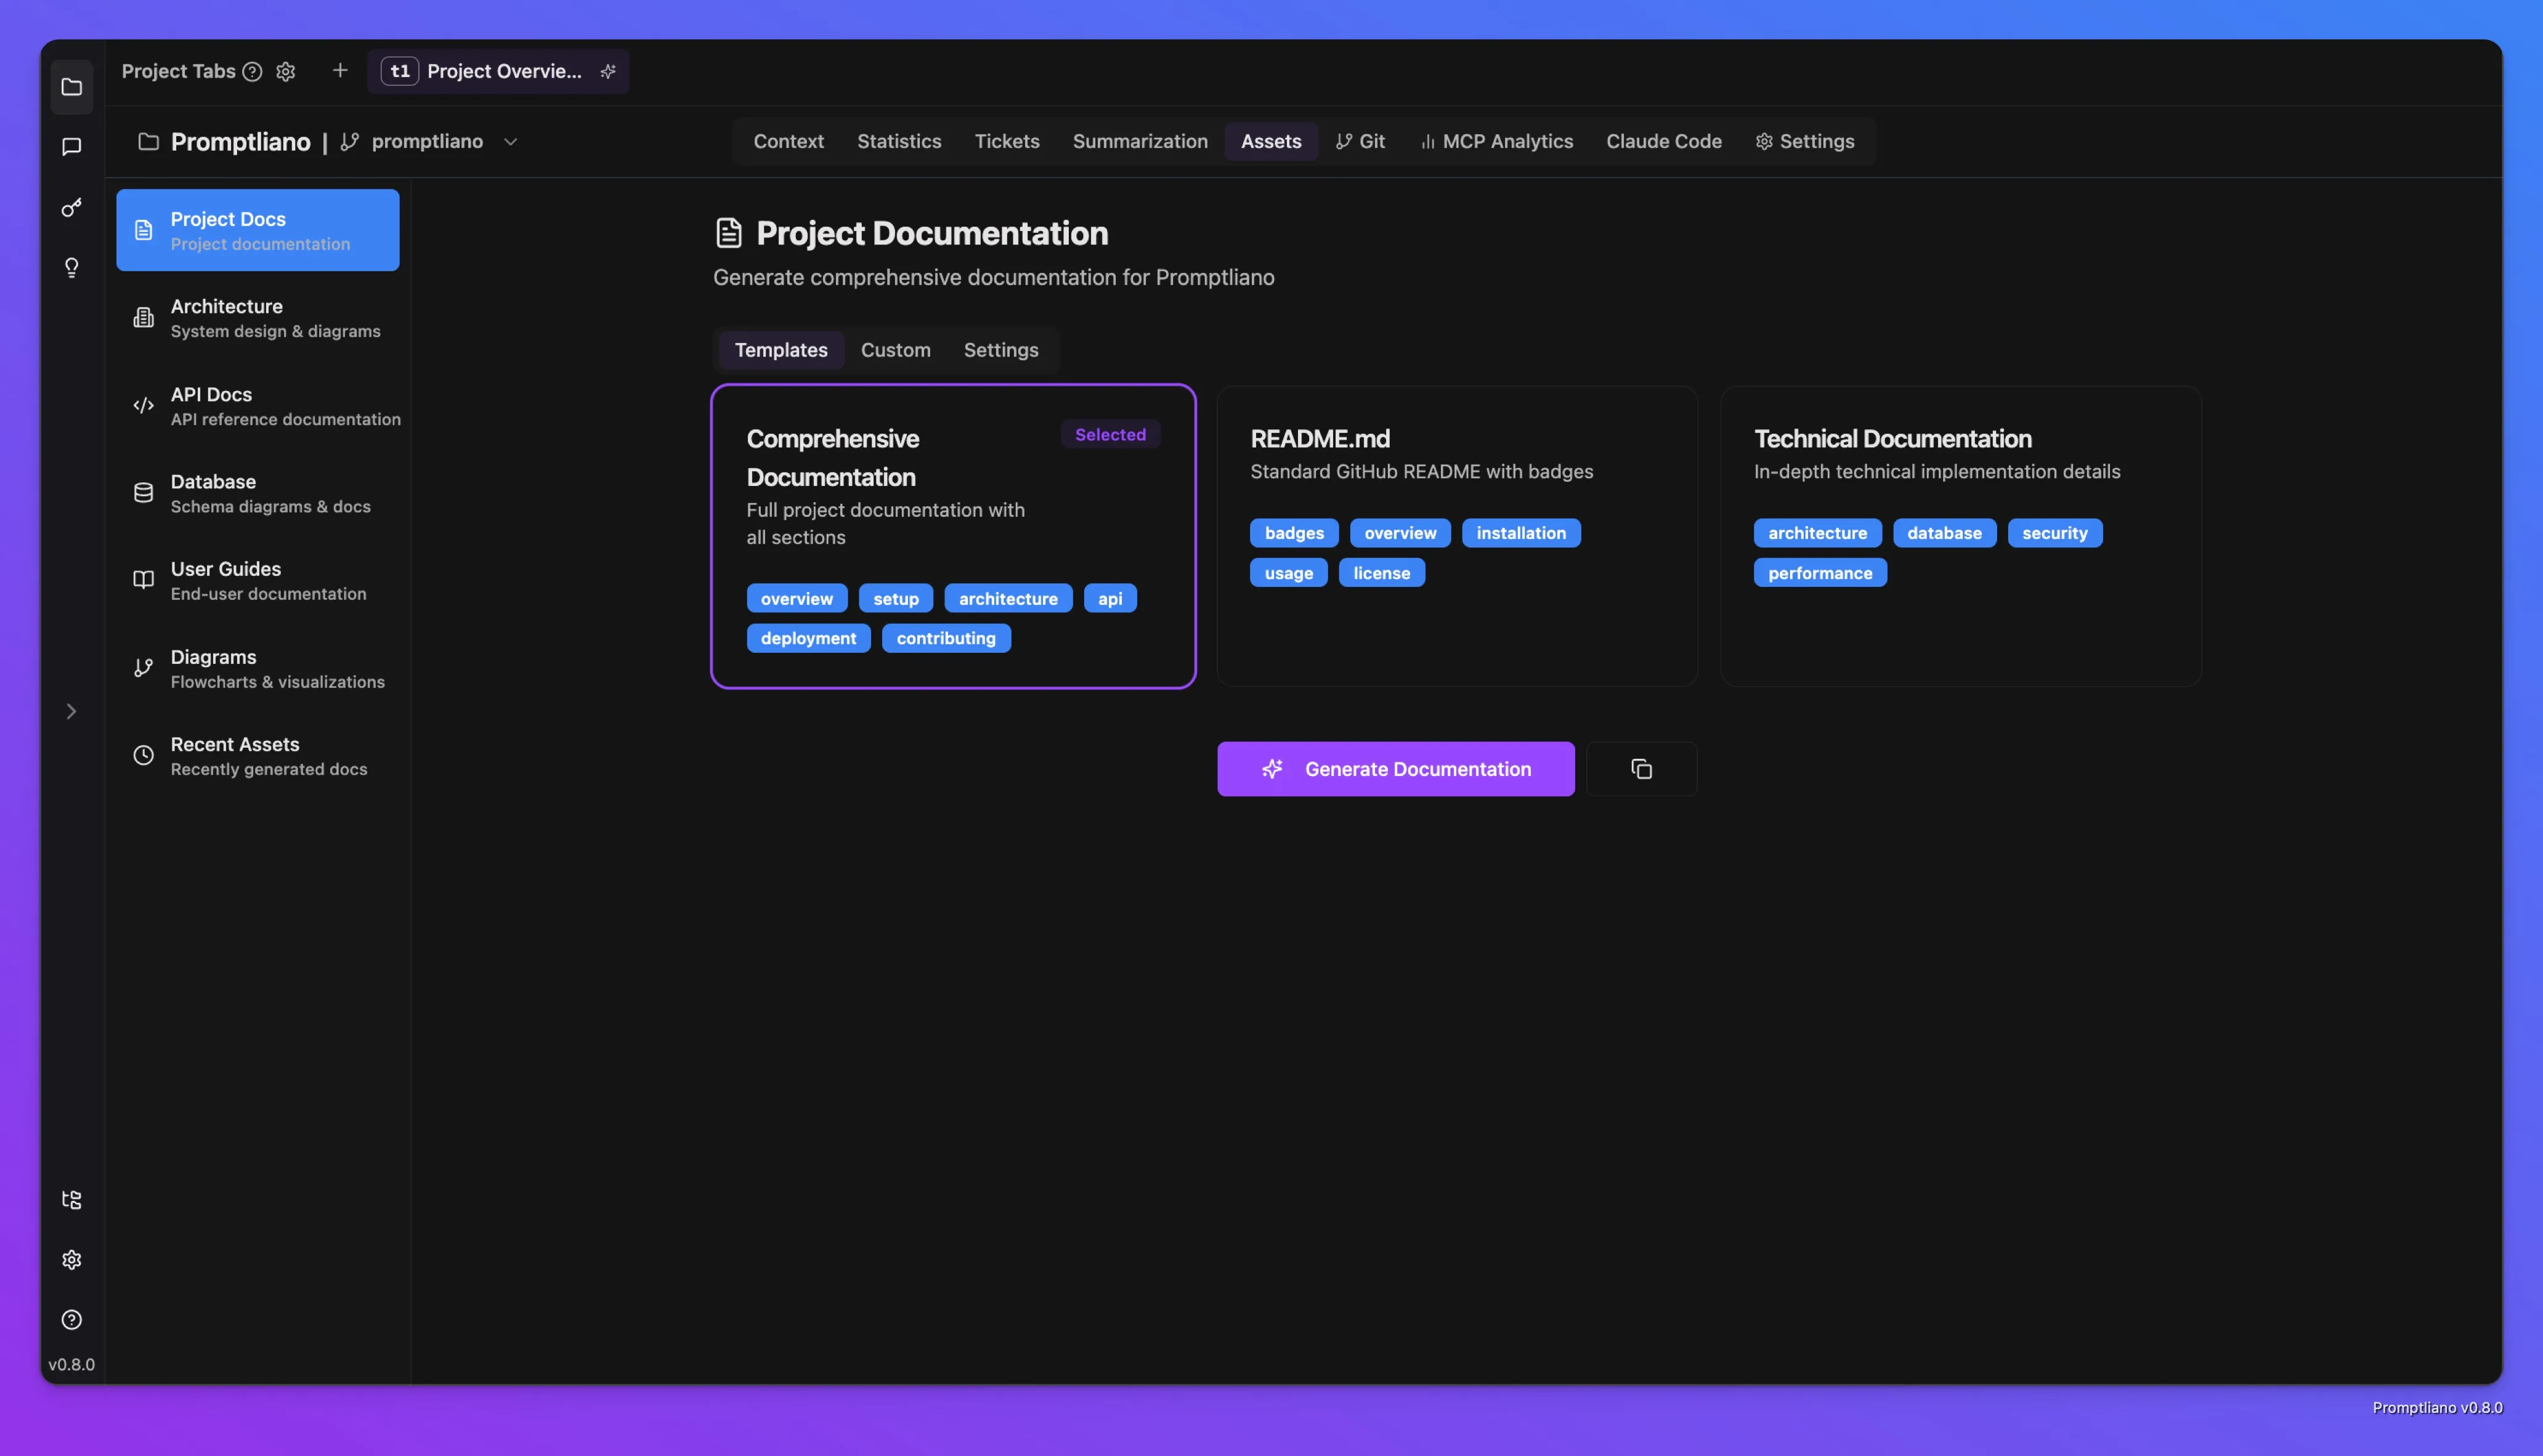 Project Tabs
t1 Project Overvie...
Promptliano | promptliano
Context Statistics Tickets Summarization Assets Git MCP Analytics Claude Code Settings
Project Docs
Project documentation
Architecture
System design & diagrams
API Docs
API reference documentation
Database
Schema diagrams & docs
User Guides
End-user documentation
Diagrams
Flowcharts & visualizations
Recent Assets
Recently generated docs
v0.8.0
Project Documentation
Generate comprehensive documentation for Promptliano
Templates Custom Settings
Comprehensive
Documentation
Selected
Full project documentation with
all sections
overview setup architecture api
deployment contributing
README.md
Standard GitHub README with badges
badges overview installation
usage license
Technical Documentation
In-depth technical implementation details
architecture database security
performance
Generate Documentation
Promptliano v0.8.0